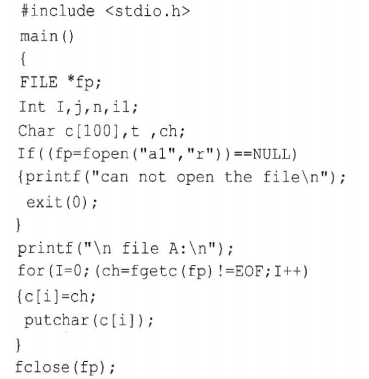 #include <stdio.h>
main()
{
FILE *fp;
Int I,j,n,i1;
Char c[100],t ,ch;
If((fp=fopen("a1","r"))==NULL)
{printf("can not open the file\n");
exit(0);
}
printf("\n file A:\n");
for(I=0;(ch=fgetc(fp)!=EOF;I++)
{c[i]=ch;
putchar(c[i]);
}
fclose(fp);